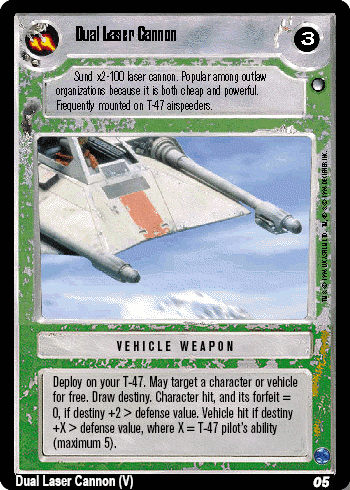 Dual Laser Cannon
3
Sund x2-100 laser cannon. Popular among outlaw
organizations because it is both cheap and powerful.
Frequently mounted on T-47 airspeeders.
VEHICLE WEAPON
Deploy on your T-47. May target a character or vehicle
for free. Draw destiny. Character hit, and its forfeit =
0, if destiny +2 > defense value. Vehicle hit if destiny
+X > defense value, where X = T-47 pilot's ability
(maximum 5).
Dual Laser Cannon (V)
05